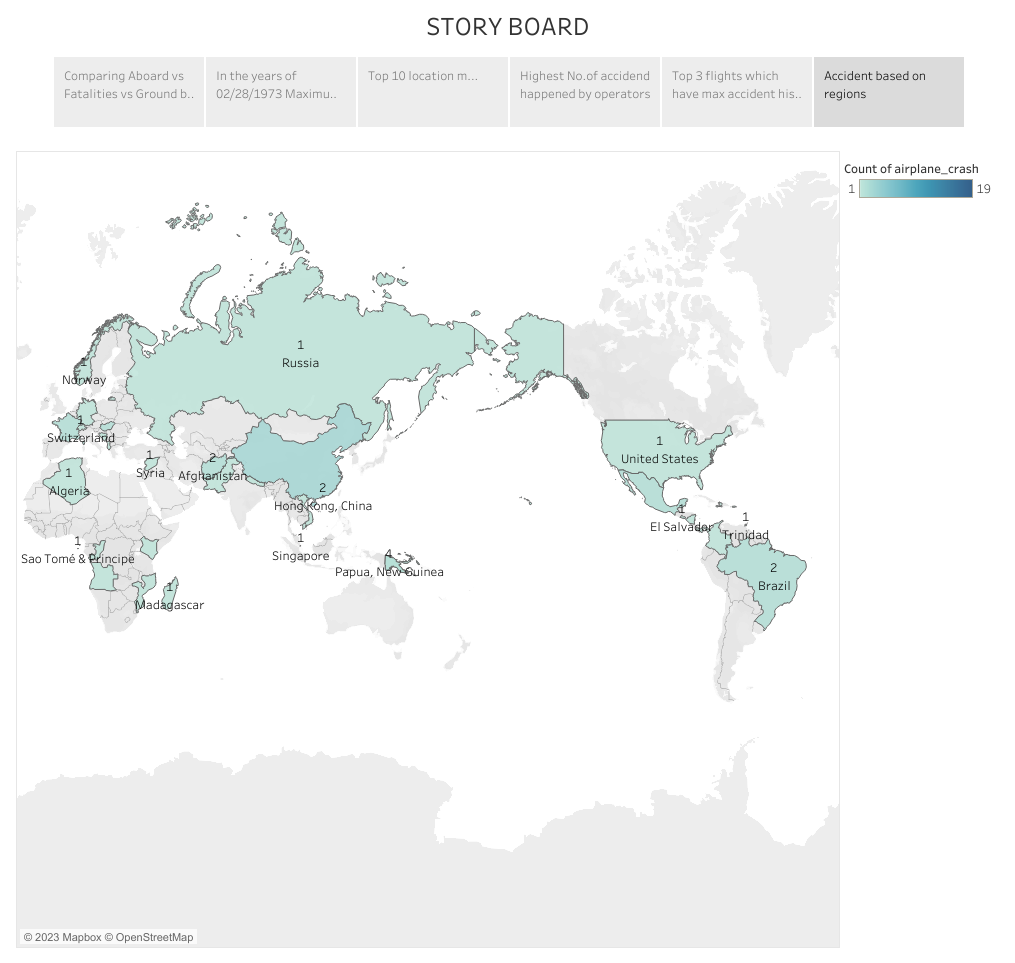 STORY BOARD
Comparing Aboard vs
Fatalities vs Ground b..
In the years of
02/28/1973 Maximu..
Top 10 location m...
Highest No.of accidend
happened by operators
Top 3 flights which
have max accident his..
Accident based on
regions
Count of airplane_crash
1
19
1
Russia
1
Norway
1
Switzerland
1
United States
1
Syria
2
Afghanistan
1
Algeria
2
Hong Kong, China
1
El Salvador
1
Trinidad
1
Sao Tomé & Principe
1
Singapore
4
Papua, New Guinea
2
Brazil
1
Madagascar
© 2023 Mapbox © OpenStreetMap